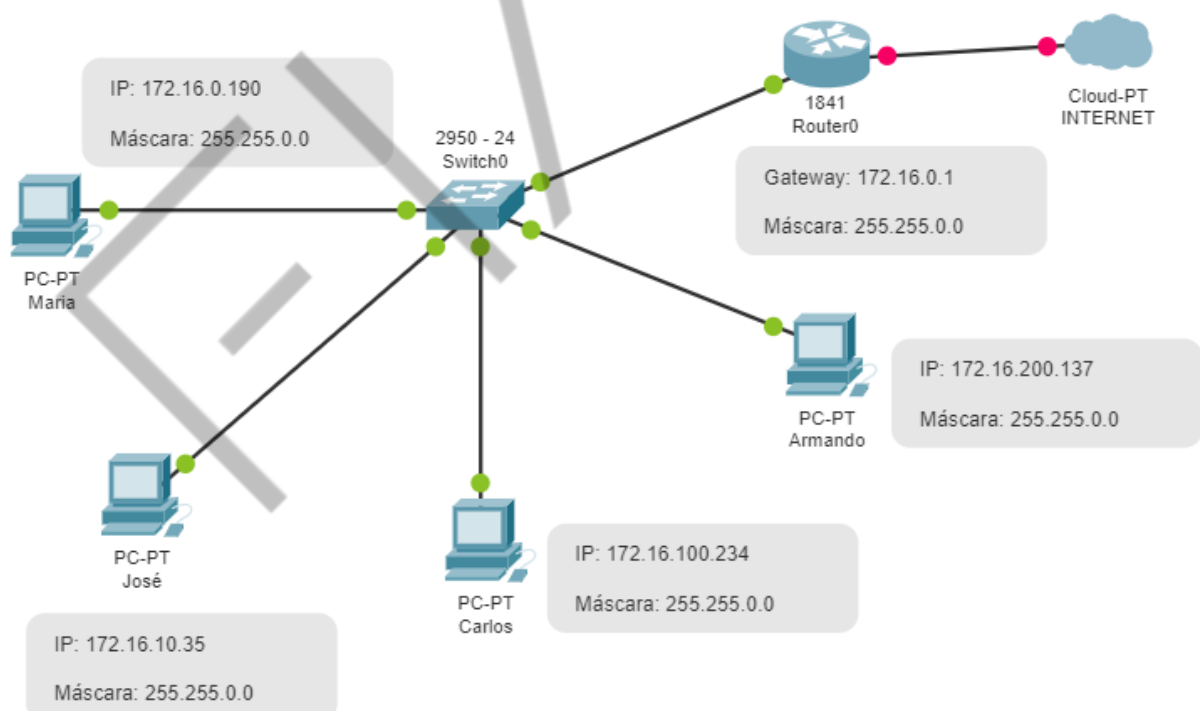 IP: 172.16.0.190
Máscara: 255.255.0.0
2950 - 24
Switch0
1841
Router0
Cloud-PT
INTERNET
Gateway: 172.16.0.1
Máscara: 255.255.0.0
PC-PT
Maria
IP: 172.16.200.137
Máscara: 255.255.0.0
PC-PT
Armando
PC-PT
José
IP: 172.16.100.234
Máscara: 255.255.0.0
PC-PT
Carlos
IP: 172.16.10.35
Máscara: 255.255.0.0